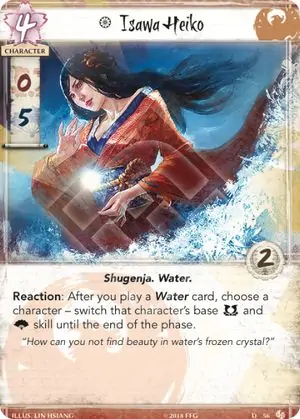 4
Isawa Heiko
CHARACTER
0
5
2
Shugenja. Water.
Reaction: After you play a Water card, choose a
character – switch that character's base and
skill until the end of the phase.
"How can you not find beauty in water's frozen crystal?"
ILLUS. LIN HSIANG
©2018 FFG
56